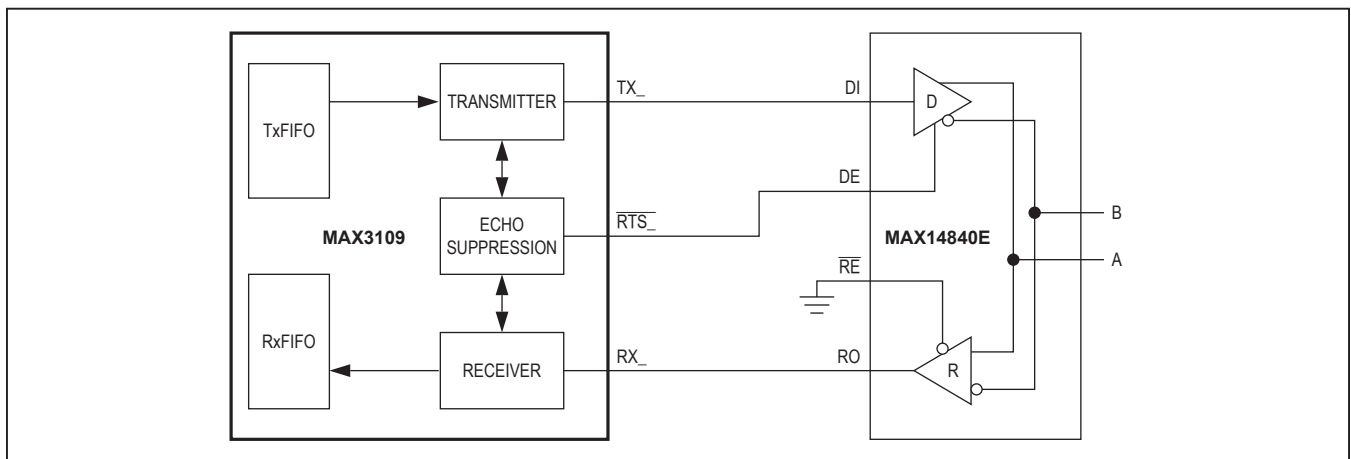 TxFIFO
TRANSMITTER
TX_
DI
D
DE
ECHO
SUPPRESSION
RTS_
MAX3109
MAX14840E
B
A
RE
RxFIFO
RECEIVER
RX_
RO
R